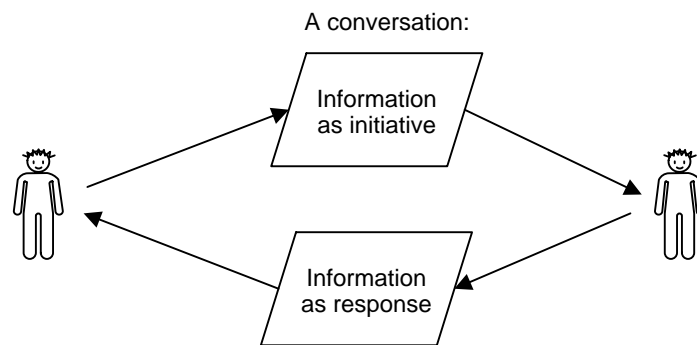 A conversation:
Information
as initiative
Information
as response